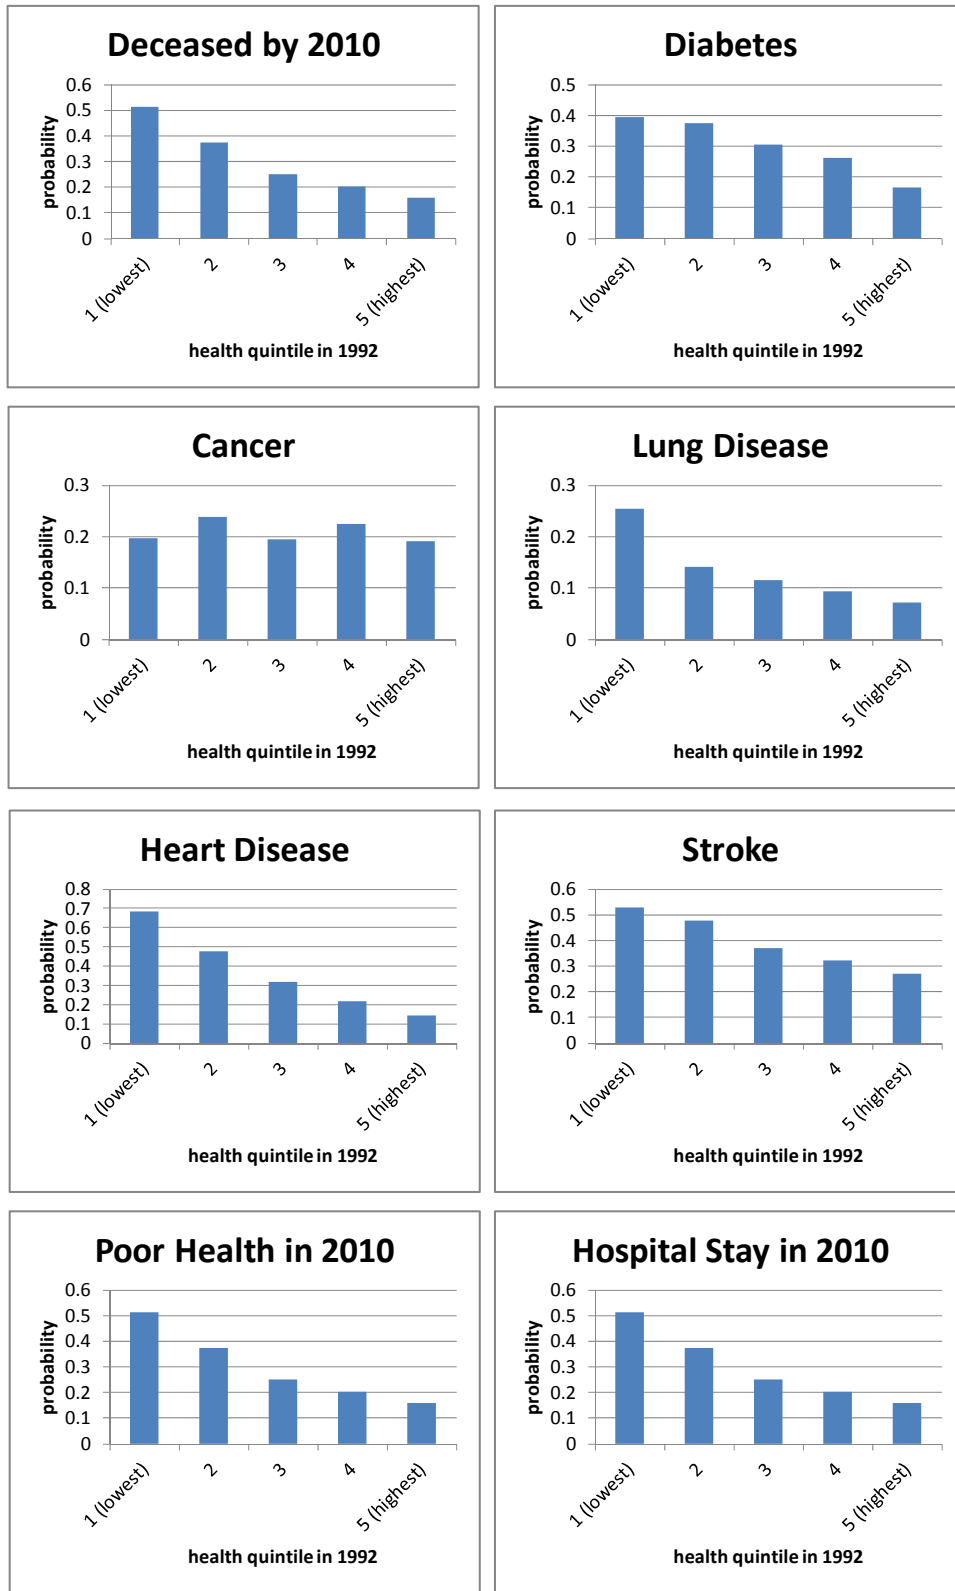 Deceased by 2010
probability
0.6
0.5
0.4
0.3
0.2
0.1
0
1 (lowest)
2
3
4
5 (highest)
health quintile in 1992
Diabetes
probability
0.5
0.4
0.3
0.2
0.1
0
1 (lowest)
2
3
4
5 (highest)
health quintile in 1992
Cancer
probability
0.3
0.2
0.1
0
1 (lowest)
2
3
4
5 (highest)
health quintile in 1992
Lung Disease
probability
0.3
0.2
0.1
0
1 (lowest)
2
3
4
5 (highest)
health quintile in 1992
Heart Disease
probability
0.8
0.7
0.6
0.5
0.4
0.3
0.2
0.1
0
1 (lowest)
2
3
4
5 (highest)
health quintile in 1992
Stroke
probability
0.6
0.5
0.4
0.3
0.2
0.1
0
1 (lowest)
2
3
4
5 (highest)
health quintile in 1992
Poor Health in 2010
probability
0.6
0.5
0.4
0.3
0.2
0.1
0
1 (lowest)
2
3
4
5 (highest)
health quintile in 1992
Hospital Stay in 2010
probability
0.6
0.5
0.4
0.3
0.2
0.1
0
1 (lowest)
2
3
4
5 (highest)
health quintile in 1992